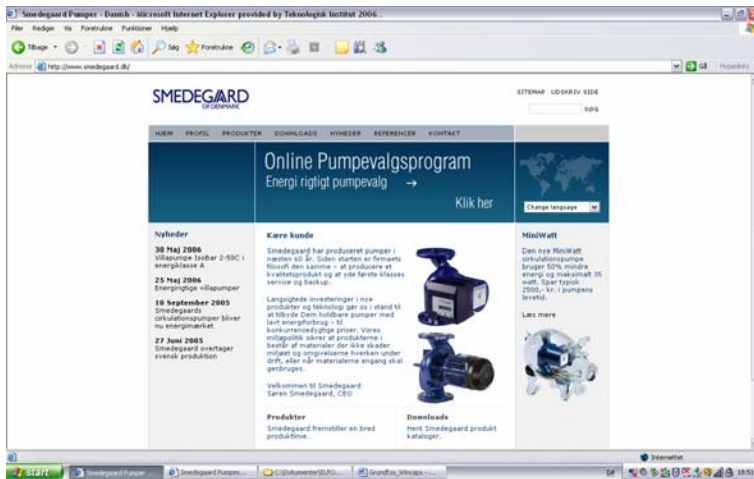 Smedegaard Pumper - Danish - Microsoft Internet Explorer provided by Teknologisk Institut 2006..
Filer Rediger Vis Foretrukne Funktioner Hjælp
Tilbage Søg Foretrukne
Adresse http://www.smedegaard.dk/ Gå Hyperlinks
SMEDEGAARD
OF DENMARK
SITEMAP UDSKRIV SIDE
SØG
HJEM PROFIL PRODUKTER DOWNLOADS NYHEDER REFERENCER KONTAKT
Online Pumpevalgsprogram
Energi rigtigt pumpevalg →
Klik her
Change language
Nyheder
30 Maj 2006
Villapumpe IsoBar 2-50C i
energiklasse A
25 Maj 2006
Energirigtige villapumper
10 September 2005
Smedegaards
cirkulationspumper bliver
nu energimærket
27 Juni 2005
Smedegaard overtager
svensk produktion
Kære kunde
Smedegaard har produceret pumper i
næsten 60 år. Siden starten er firmaets
filosofi den samme – at producere et
kvalitetsprodukt og at yde første klasses
service og backup.
Langsigtede investeringer i nye
produkter og teknologi gør os i stand til
at tilbyde Dem holdbare pumper med
lavt energiforbrug – til
konkurrencedygtige priser. Vores
miljøpolitik sikrer at produkterne i
består af materialer der ikke skader
miljøet og omgivelserne hverken under
drift, eller når materialerne engang skal
genbruges.
Velkommen til Smedegaard
Søren Smedegaard, CEO
Produkter
Smedegaard fremstiller en bred
produktlinie.
Downloads
Hent Smedegaard produkt
kataloger.
MiniWatt
Den nye MiniWatt
cirkulationspumpe
bruger 50% mindre
energi og maksimalt 35
watt. Spar typisk
2500,- kr. i pumpens
levetid.
Læs mere
Internettet
start Smedegaard Pumper ... Smedegaard Pumpes... C:\Dokumenter\ELFO... Grundfos_Wincaps - ... DA 18:51